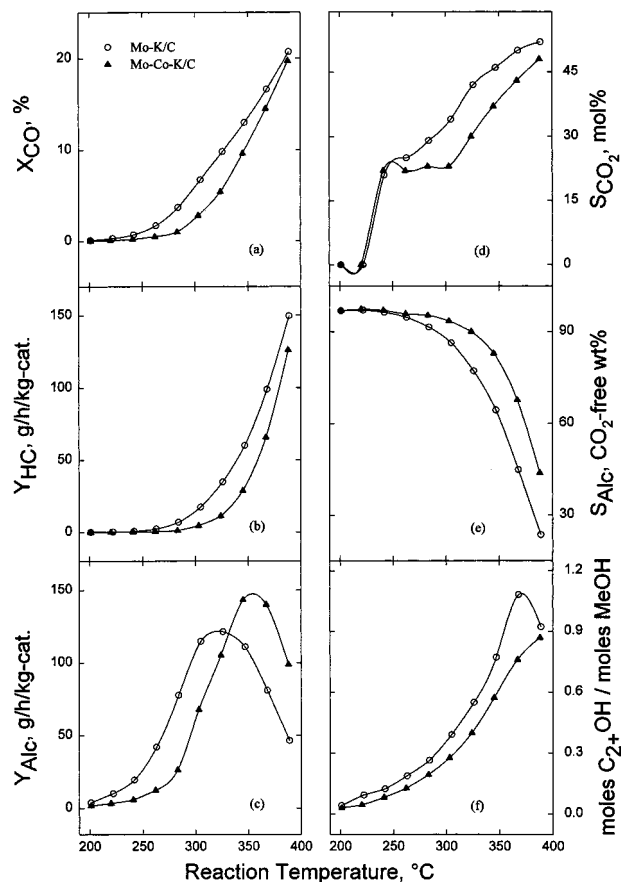 20
10
0
X_CO, %
Mo-K/C
Mo-Co-K/C
(a)
150
100
50
0
Y_HC, g/h/kg-cat.
(b)
150
100
50
0
Y_Alc, g/h/kg-cat.
(c)
200 250 300 350 400
45
30
15
0
S_CO₂, mol%
(d)
90
60
30
S_Alc, CO₂-free wt%
(e)
1.2
0.9
0.6
0.3
0.0
moles C₂₊OH / moles MeOH
(f)
200 250 300 350 400
Reaction Temperature, °C